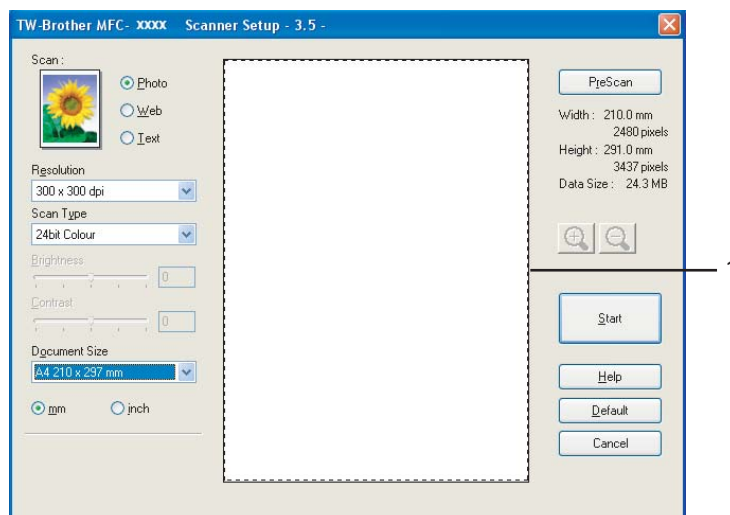 TW-Brother MFC- xxxx Scanner Setup - 3.5 -
Scan :
Photo
Web
Text
Resolution
300 x 300 dpi
Scan Type
24bit Colour
Brightness
0
Contrast
0
Document Size
A4 210 x 297 mm
mm inch
PreScan
Width : 210.0 mm
2480 pixels
Height : 291.0 mm
3437 pixels
Data Size : 24.3 MB
1
Start
Help
Default
Cancel